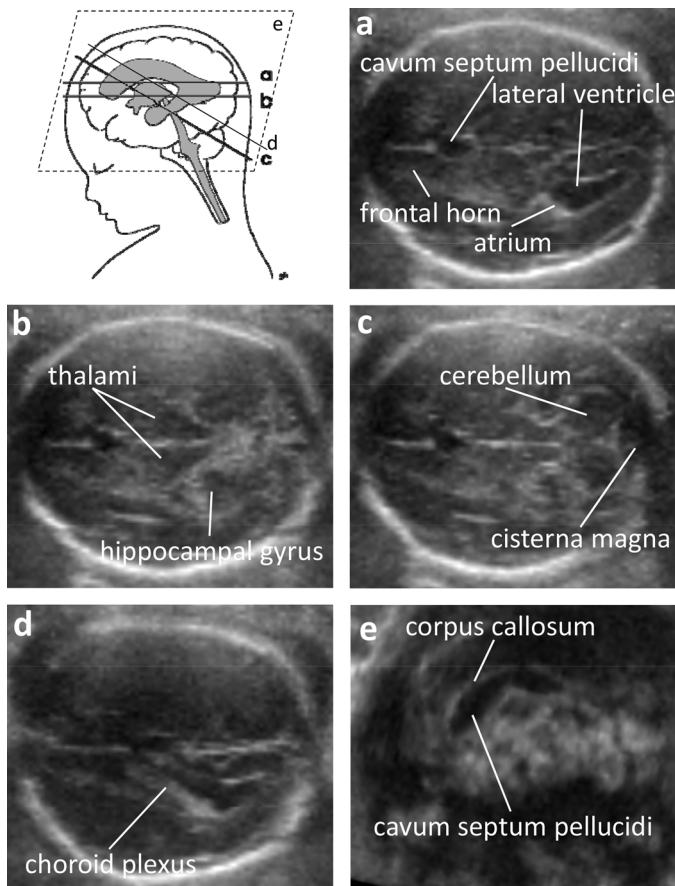 e
a
b
d
c
a
cavum septum pellucidi
lateral ventricle
frontal horn
atrium
b
thalami
hippocampal gyrus
c
cerebellum
cisterna magna
d
choroid plexus
e
corpus callosum
cavum septum pellucidi